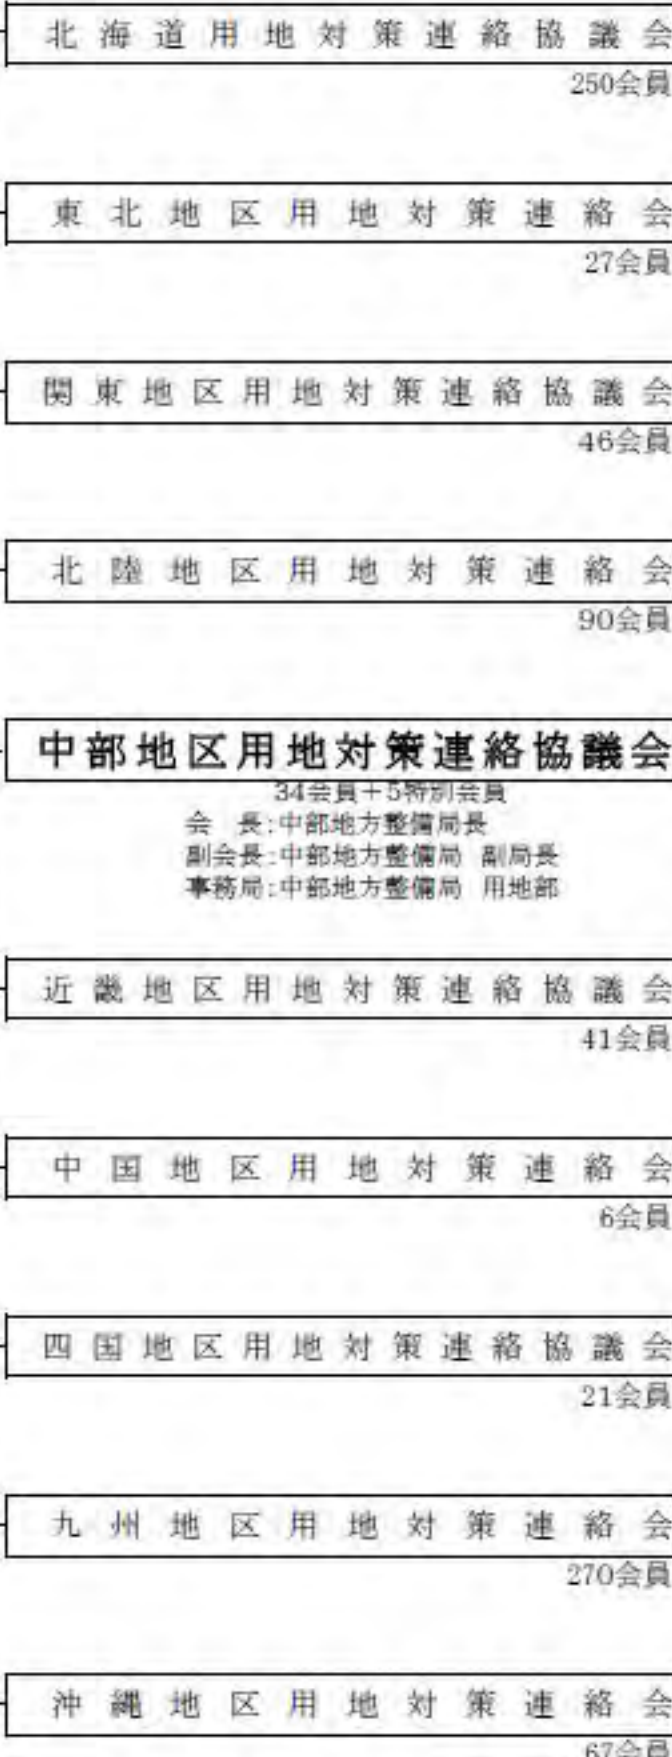 北海道用地対策連絡協議会
250会員
東北地区用地対策連絡会
27会員
関東地区用地対策連絡協議会
46会員
北陸地区用地対策連絡会
90会員
中部地区用地対策連絡協議会
34会員＋5特別会員
会　長:中部地方整備局長
副会長:中部地方整備局　副局長
事務局:中部地方整備局　用地部
近畿地区用地対策連絡協議会
41会員
中国地区用地対策連絡会
6会員
四国地区用地対策連絡協議会
21会員
九州地区用地対策連絡会
270会員
沖縄地区用地対策連絡会
67会員